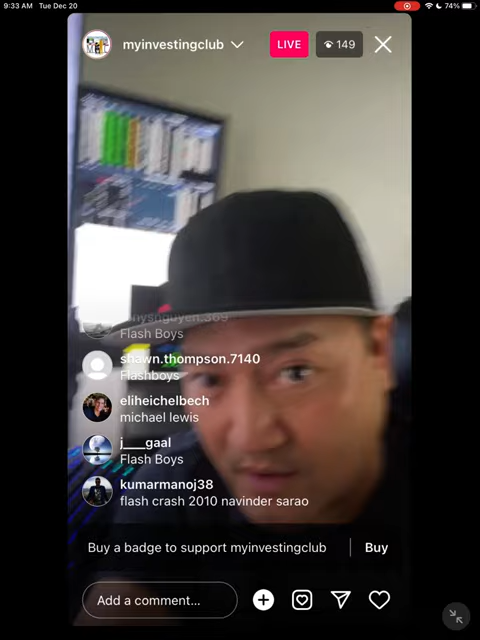 9:33 AM Tue Dec 20
74%
myinvestingclub
LIVE
149
Flash Boys
shawn.thompson.7140
Flashboys
eliheichelbech
michael lewis
j___gaal
Flash Boys
kumarmanoj38
flash crash 2010 navinder sarao
Buy a badge to support myinvestingclub
Buy
Add a comment...